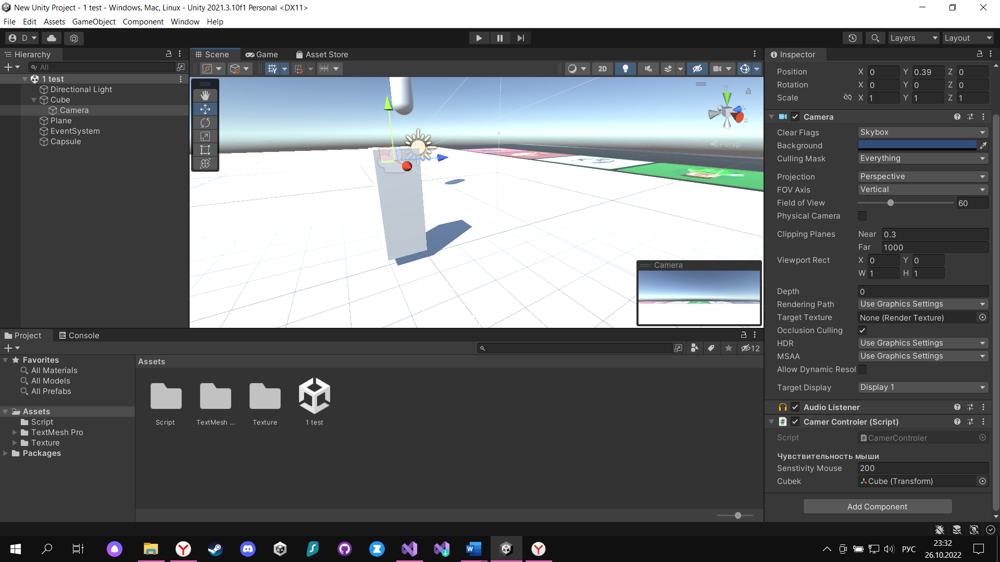 New Unity Project - 1 test - Windows, Mac, Linux - Unity 2021.3.10f1 Personal <DX11>
File Edit Assets GameObject Component Window Help
D
Layers
Layout
Hierarchy
All
1 test
Directional Light
Cube
Camera
Plane
EventSystem
Capsule
Scene
Game
Asset Store
2D
y
z
x
Persp
Camera
Inspector
Position X 0 Y 0.39 Z 0
Rotation X 0 Y 0 Z 0
Scale X 1 Y 1 Z 1
Camera
Clear Flags Skybox
Background
Culling Mask Everything
Projection Perspective
FOV Axis Vertical
Field of View 60
Physical Camera
Clipping Planes Near 0.3
Far 1000
Viewport Rect X 0 Y 0
W 1 H 1
Depth 0
Rendering Path Use Graphics Settings
Target Texture None (Render Texture)
Occlusion Culling
HDR Use Graphics Settings
MSAA Use Graphics Settings
Allow Dynamic Resol
Target Display Display 1
Audio Listener
Camer Controler (Script)
Script CamerControler
Чувствительность мыши
Senstivity Mouse 200
Cubek Cube (Transform)
Add Component
Project
Console
12
Favorites
All Materials
All Models
All Prefabs
Assets
Script
TextMesh Pro
Texture
Packages
Assets
Script
TextMesh ...
Texture
1 test
РУС
23:32
26.10.2022